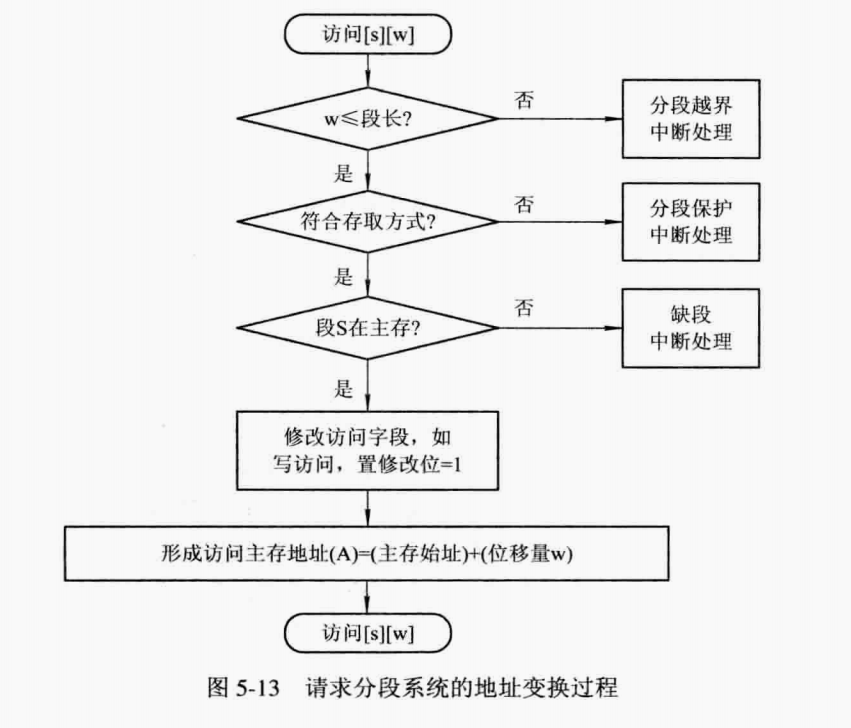 访问[s][w]
w≤段长?
否
分段越界
中断处理
是
符合存取方式?
否
分段保护
中断处理
是
段S在主存?
否
缺段
中断处理
是
修改访问字段，如
写访问，置修改位=1
形成访问主存地址(A)=(主存始址)+(位移量w)
访问[s][w]
图 5-13 请求分段系统的地址变换过程